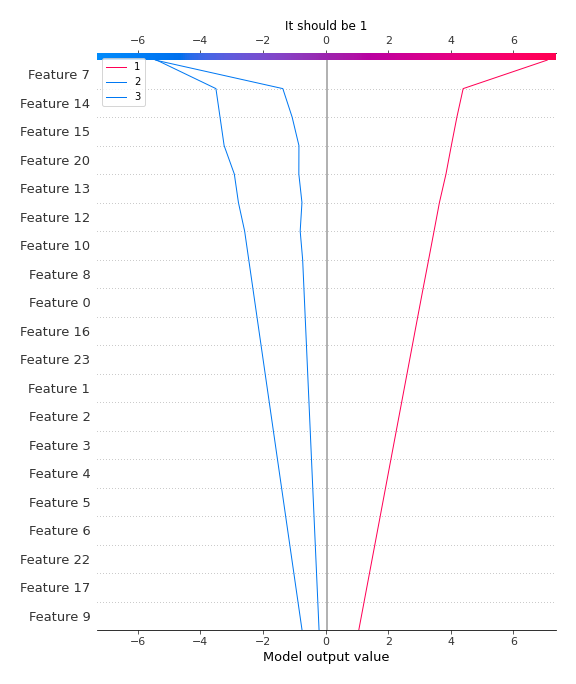 It should be 1
−6 −4 −2 0 2 4 6
1
2
3
Feature 7
Feature 14
Feature 15
Feature 20
Feature 13
Feature 12
Feature 10
Feature 8
Feature 0
Feature 16
Feature 23
Feature 1
Feature 2
Feature 3
Feature 4
Feature 5
Feature 6
Feature 22
Feature 17
Feature 9
−6 −4 −2 0 2 4 6
Model output value